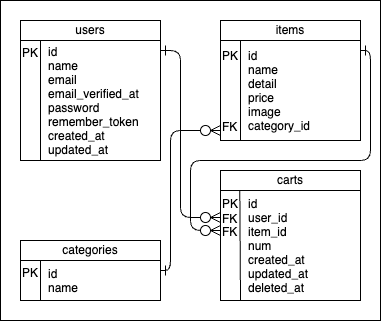 users
PK id
name
email
email_verified_at
password
remember_token
created_at
updated_at
items
PK id
name
detail
price
image
FK category_id
categories
PK id
name
carts
PK id
FK user_id
FK item_id
num
created_at
updated_at
deleted_at